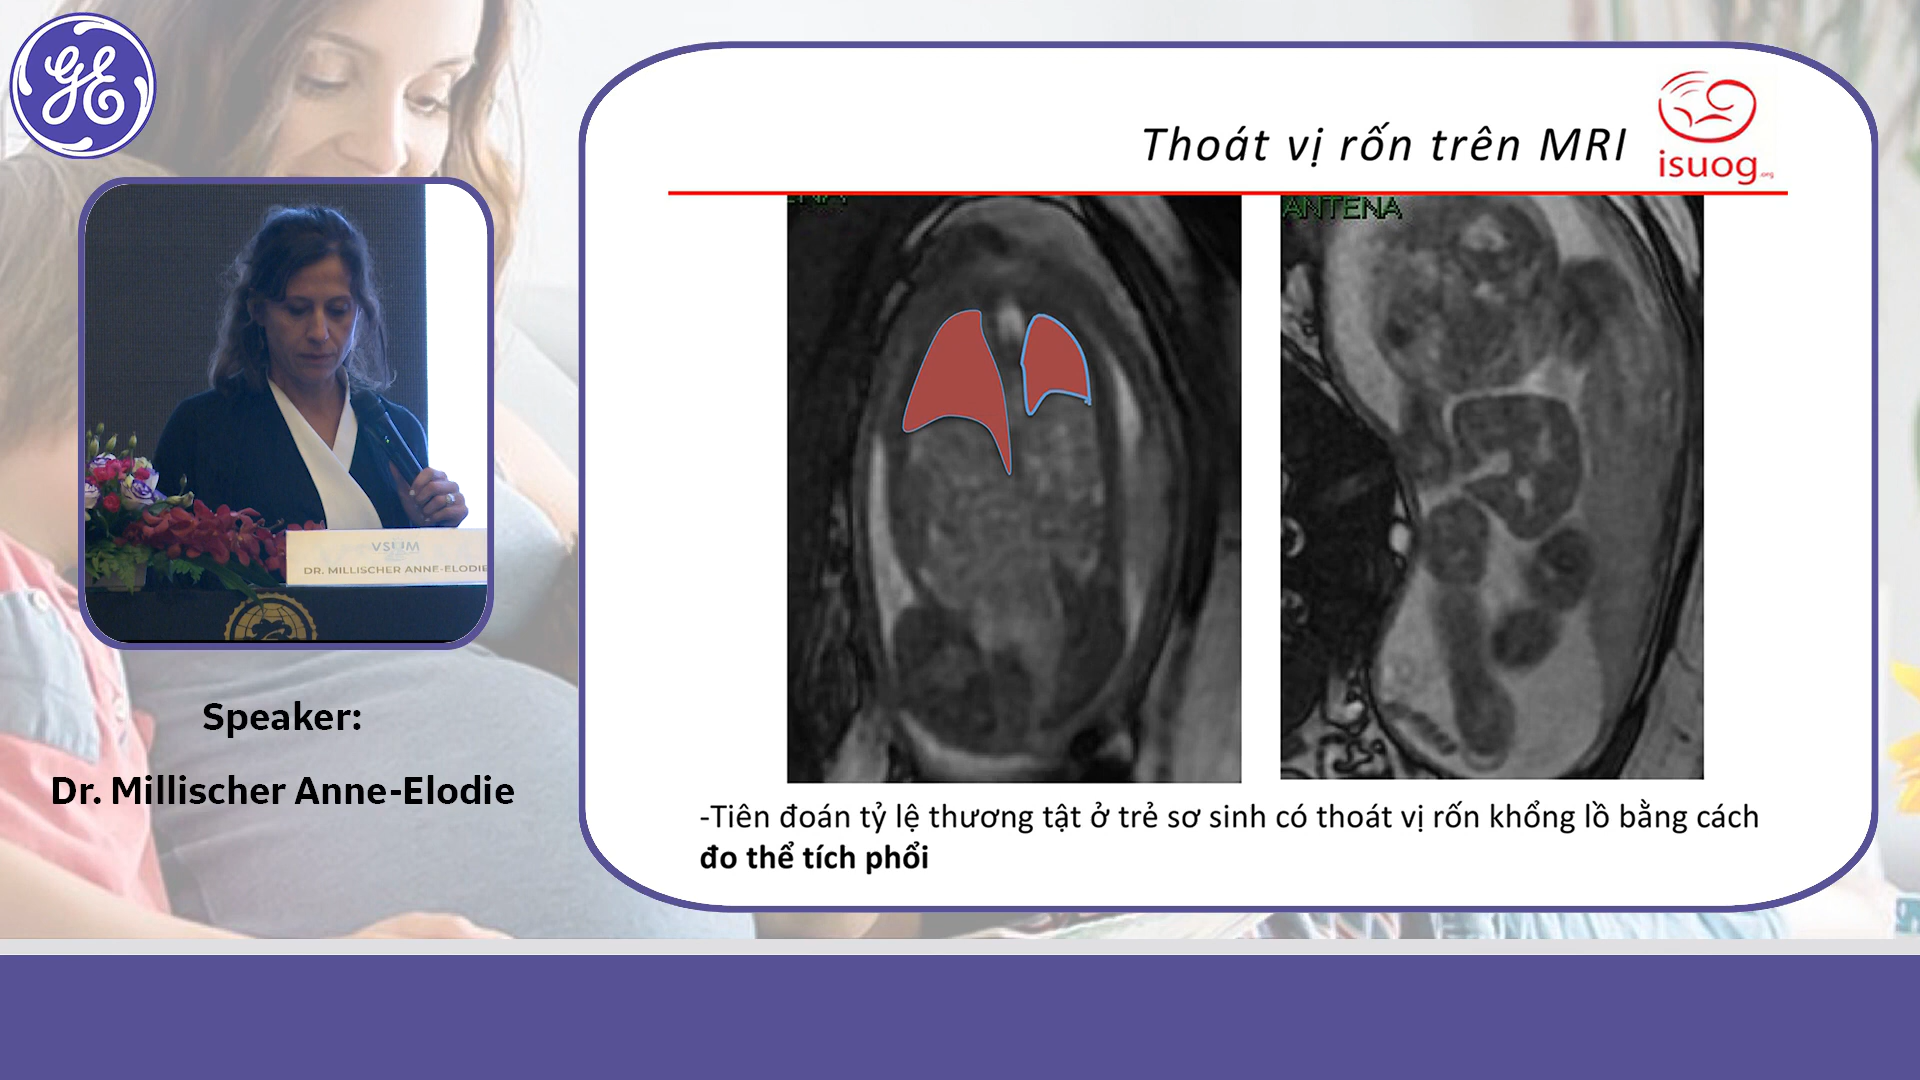 GE
Thoát vị rốn trên MRI
isuog.org
ANTENA
VSUM
DR. MILLISCHER ANNE-ELODIE
Speaker:
Dr. Millischer Anne-Elodie
-Tiên đoán tỷ lệ thương tật ở trẻ sơ sinh có thoát vị rốn khổng lồ bằng cách
đo thể tích phổi